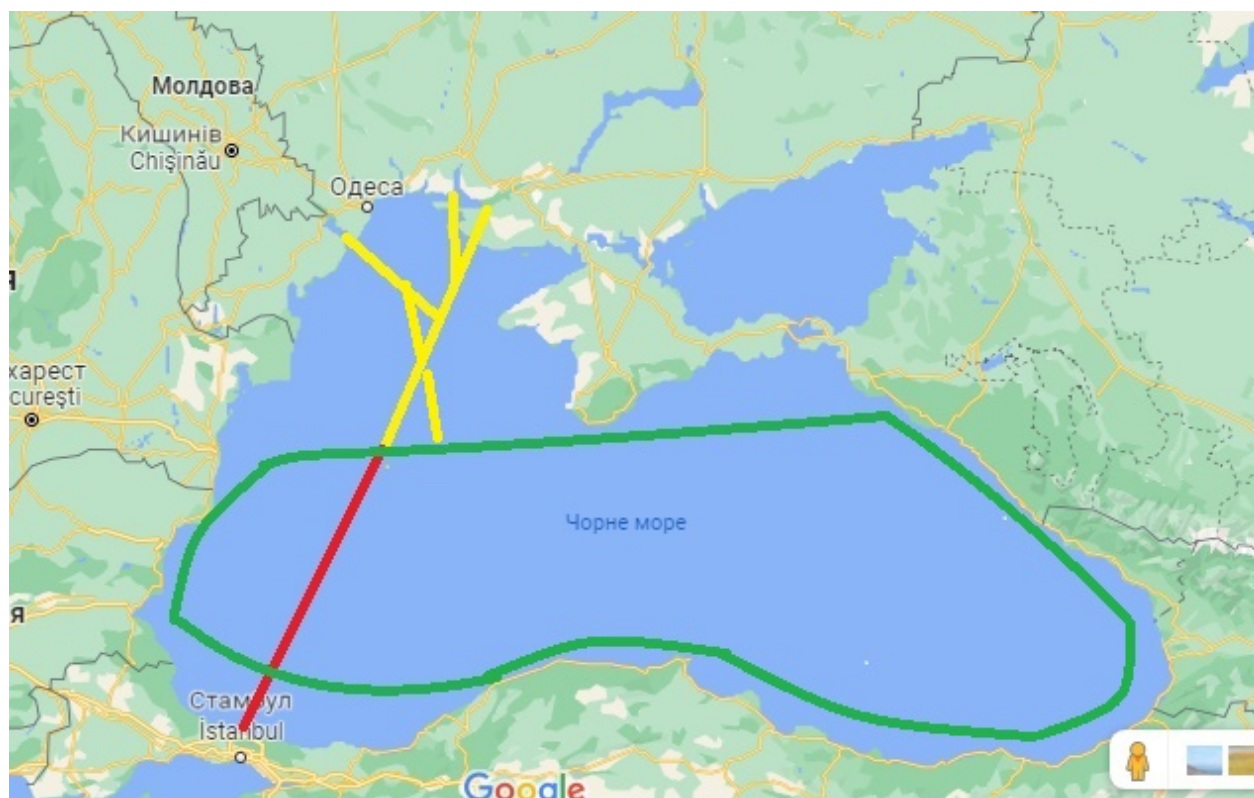 Молдова
Кишинів
Chișinău
Одеса
харест
curești
Чорне море
Стамбул
İstanbul
Google